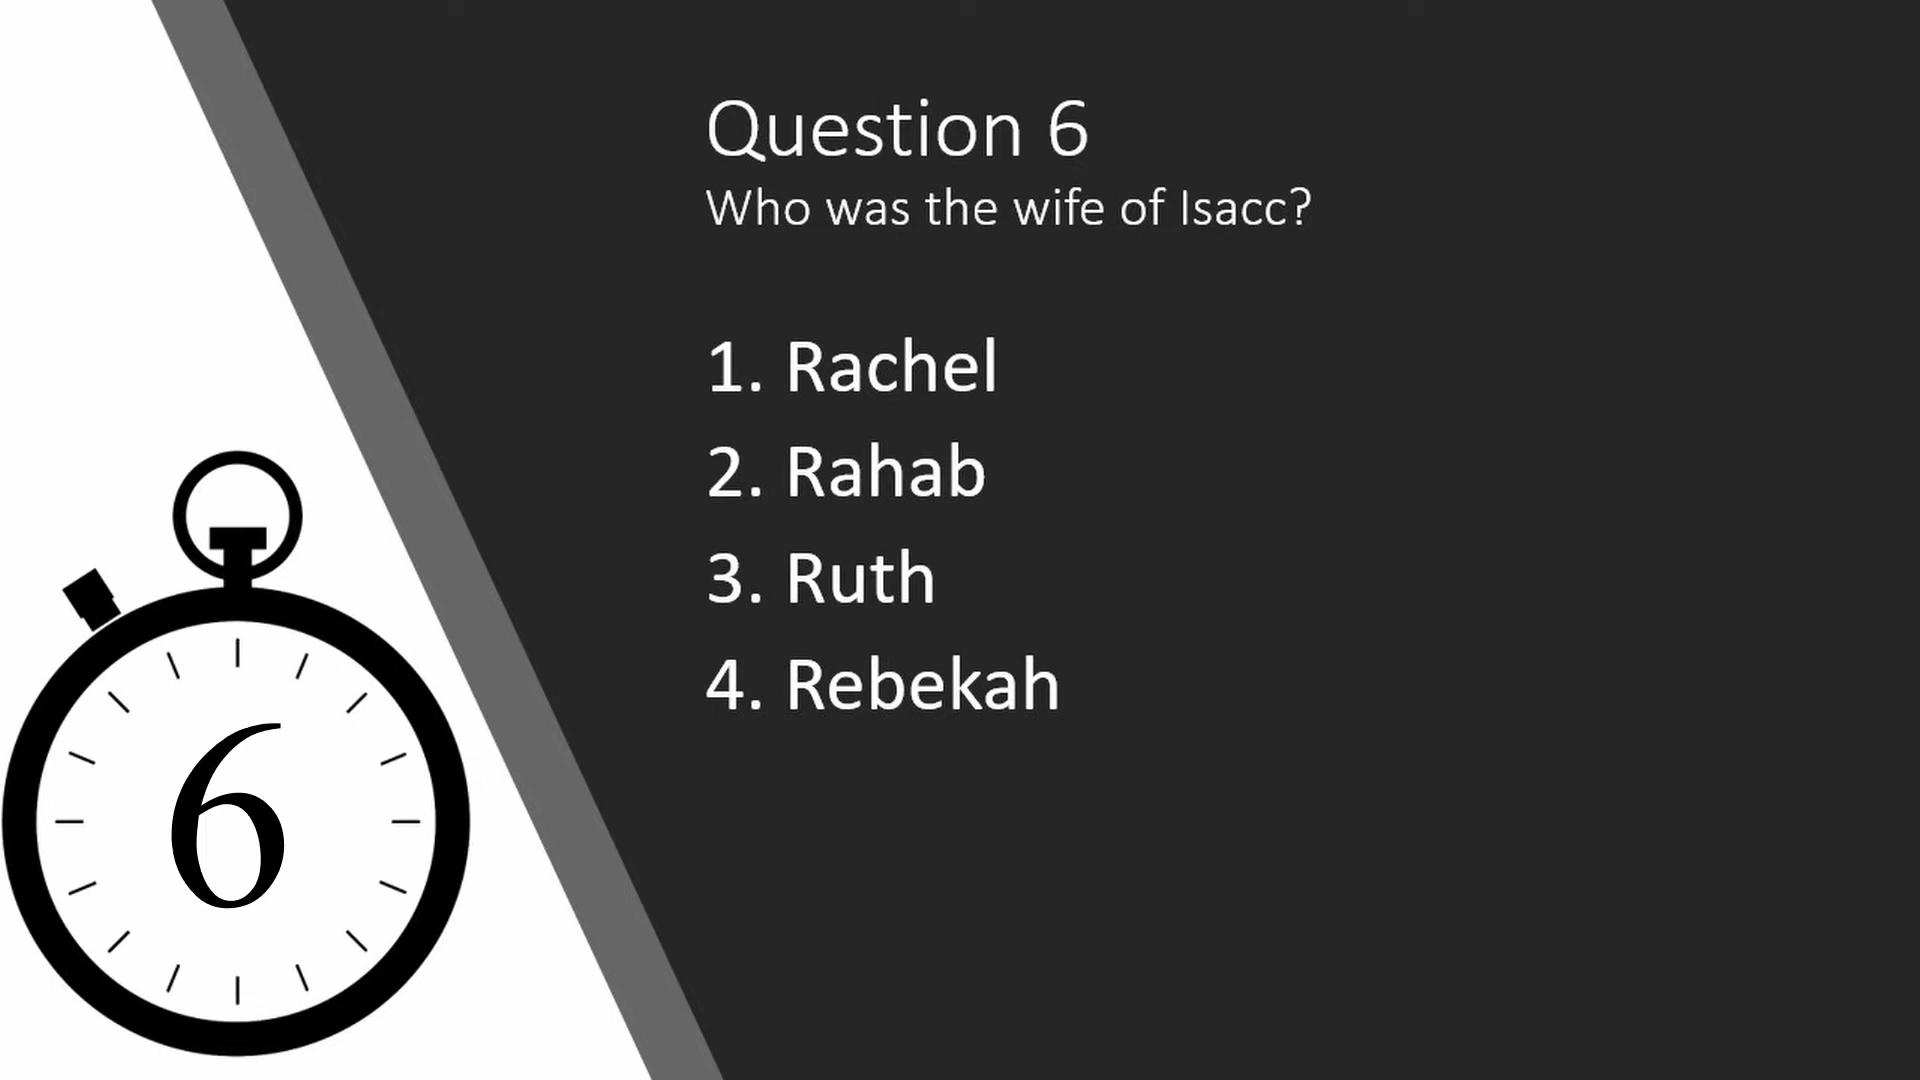 Question 6
Who was the wife of Isacc?
1. Rachel
2. Rahab
3. Ruth
4. Rebekah
6